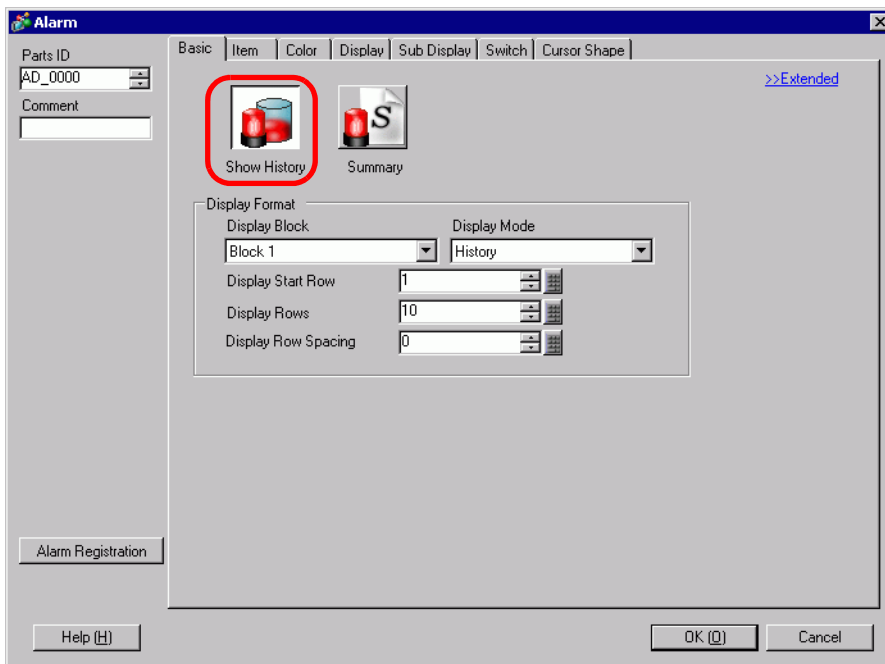 Alarm
Parts ID
AD_0000
Comment
Basic Item Color Display Sub Display Switch Cursor Shape
>>Extended
S
Show History Summary
Display Format
Display Block Display Mode
Block 1 History
Display Start Row 1
Display Rows 10
Display Row Spacing 0
Alarm Registration
Help (H) OK (O) Cancel